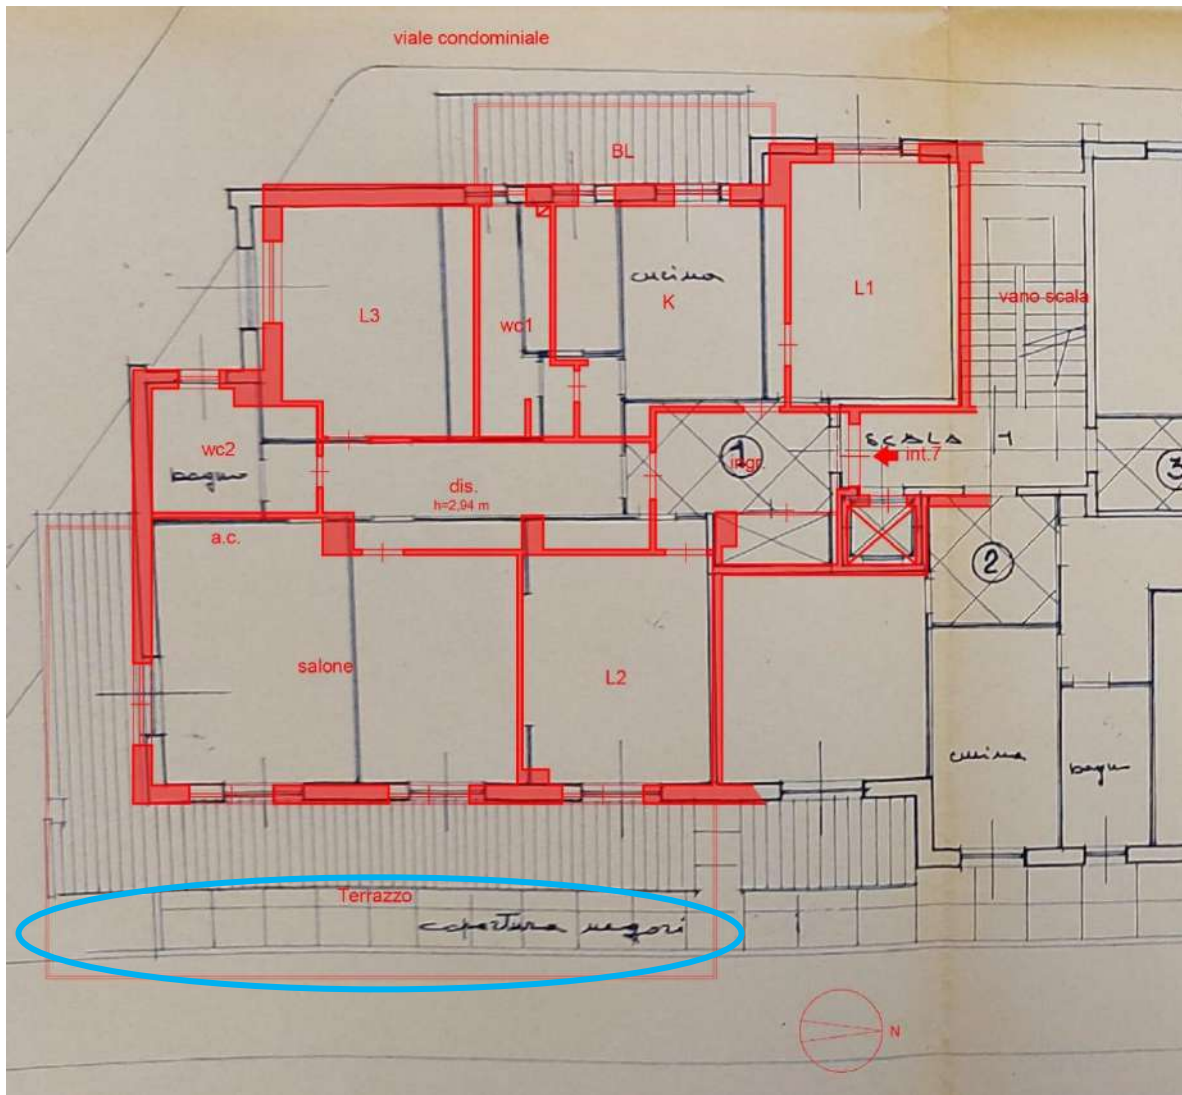 viale condominiale
BL
cucina
K
L1
vano scala
L3
wc1
wc2
bagno
SCALA 1
1
ingr.
int.7
3
dis.
h=2,94 m
a.c.
2
salone
L2
cucina
bagno
Terrazzo
copertura negozi
N